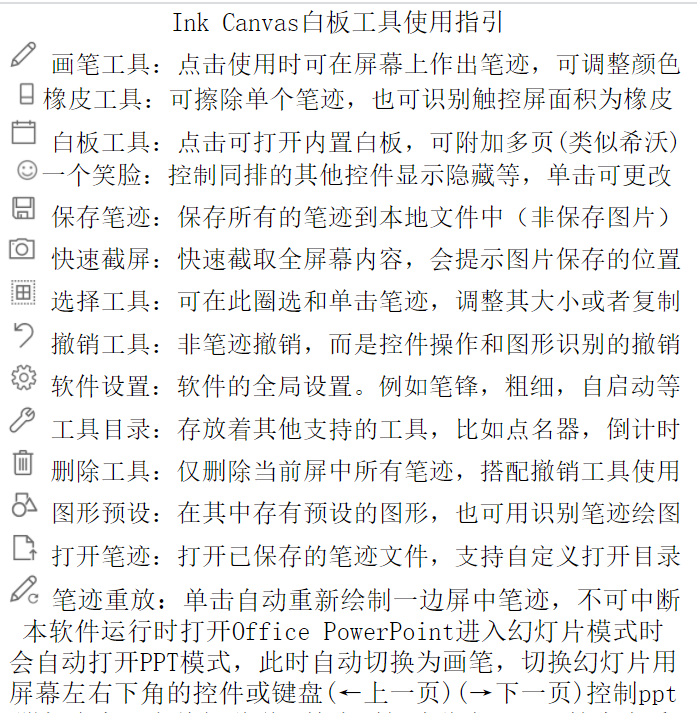 Ink Canvas白板工具使用指引
画笔工具：点击使用时可在屏幕上作出笔迹，可调整颜色
橡皮工具：可擦除单个笔迹，也可识别触控屏面积为橡皮
白板工具：点击可打开内置白板，可附加多页(类似希沃)
一个笑脸：控制同排的其他控件显示隐藏等，单击可更改
保存笔迹：保存所有的笔迹到本地文件中（非保存图片）
快速截屏：快速截取全屏幕内容，会提示图片保存的位置
选择工具：可在此圈选和单击笔迹，调整其大小或者复制
撤销工具：非笔迹撤销，而是控件操作和图形识别的撤销
软件设置：软件的全局设置。例如笔锋，粗细，自启动等
工具目录：存放着其他支持的工具，比如点名器，倒计时
删除工具：仅删除当前屏中所有笔迹，搭配撤销工具使用
图形预设：在其中存有预设的图形，也可用识别笔迹绘图
打开笔迹：打开已保存的笔迹文件，支持自定义打开目录
笔迹重放：单击自动重新绘制一边屏中笔迹，不可中断
本软件运行时打开Office PowerPoint进入幻灯片模式时
会自动打开PPT模式，此时自动切换为画笔，切换幻灯片用
屏幕左右下角的控件或键盘(←上一页)(→下一页)控制ppt